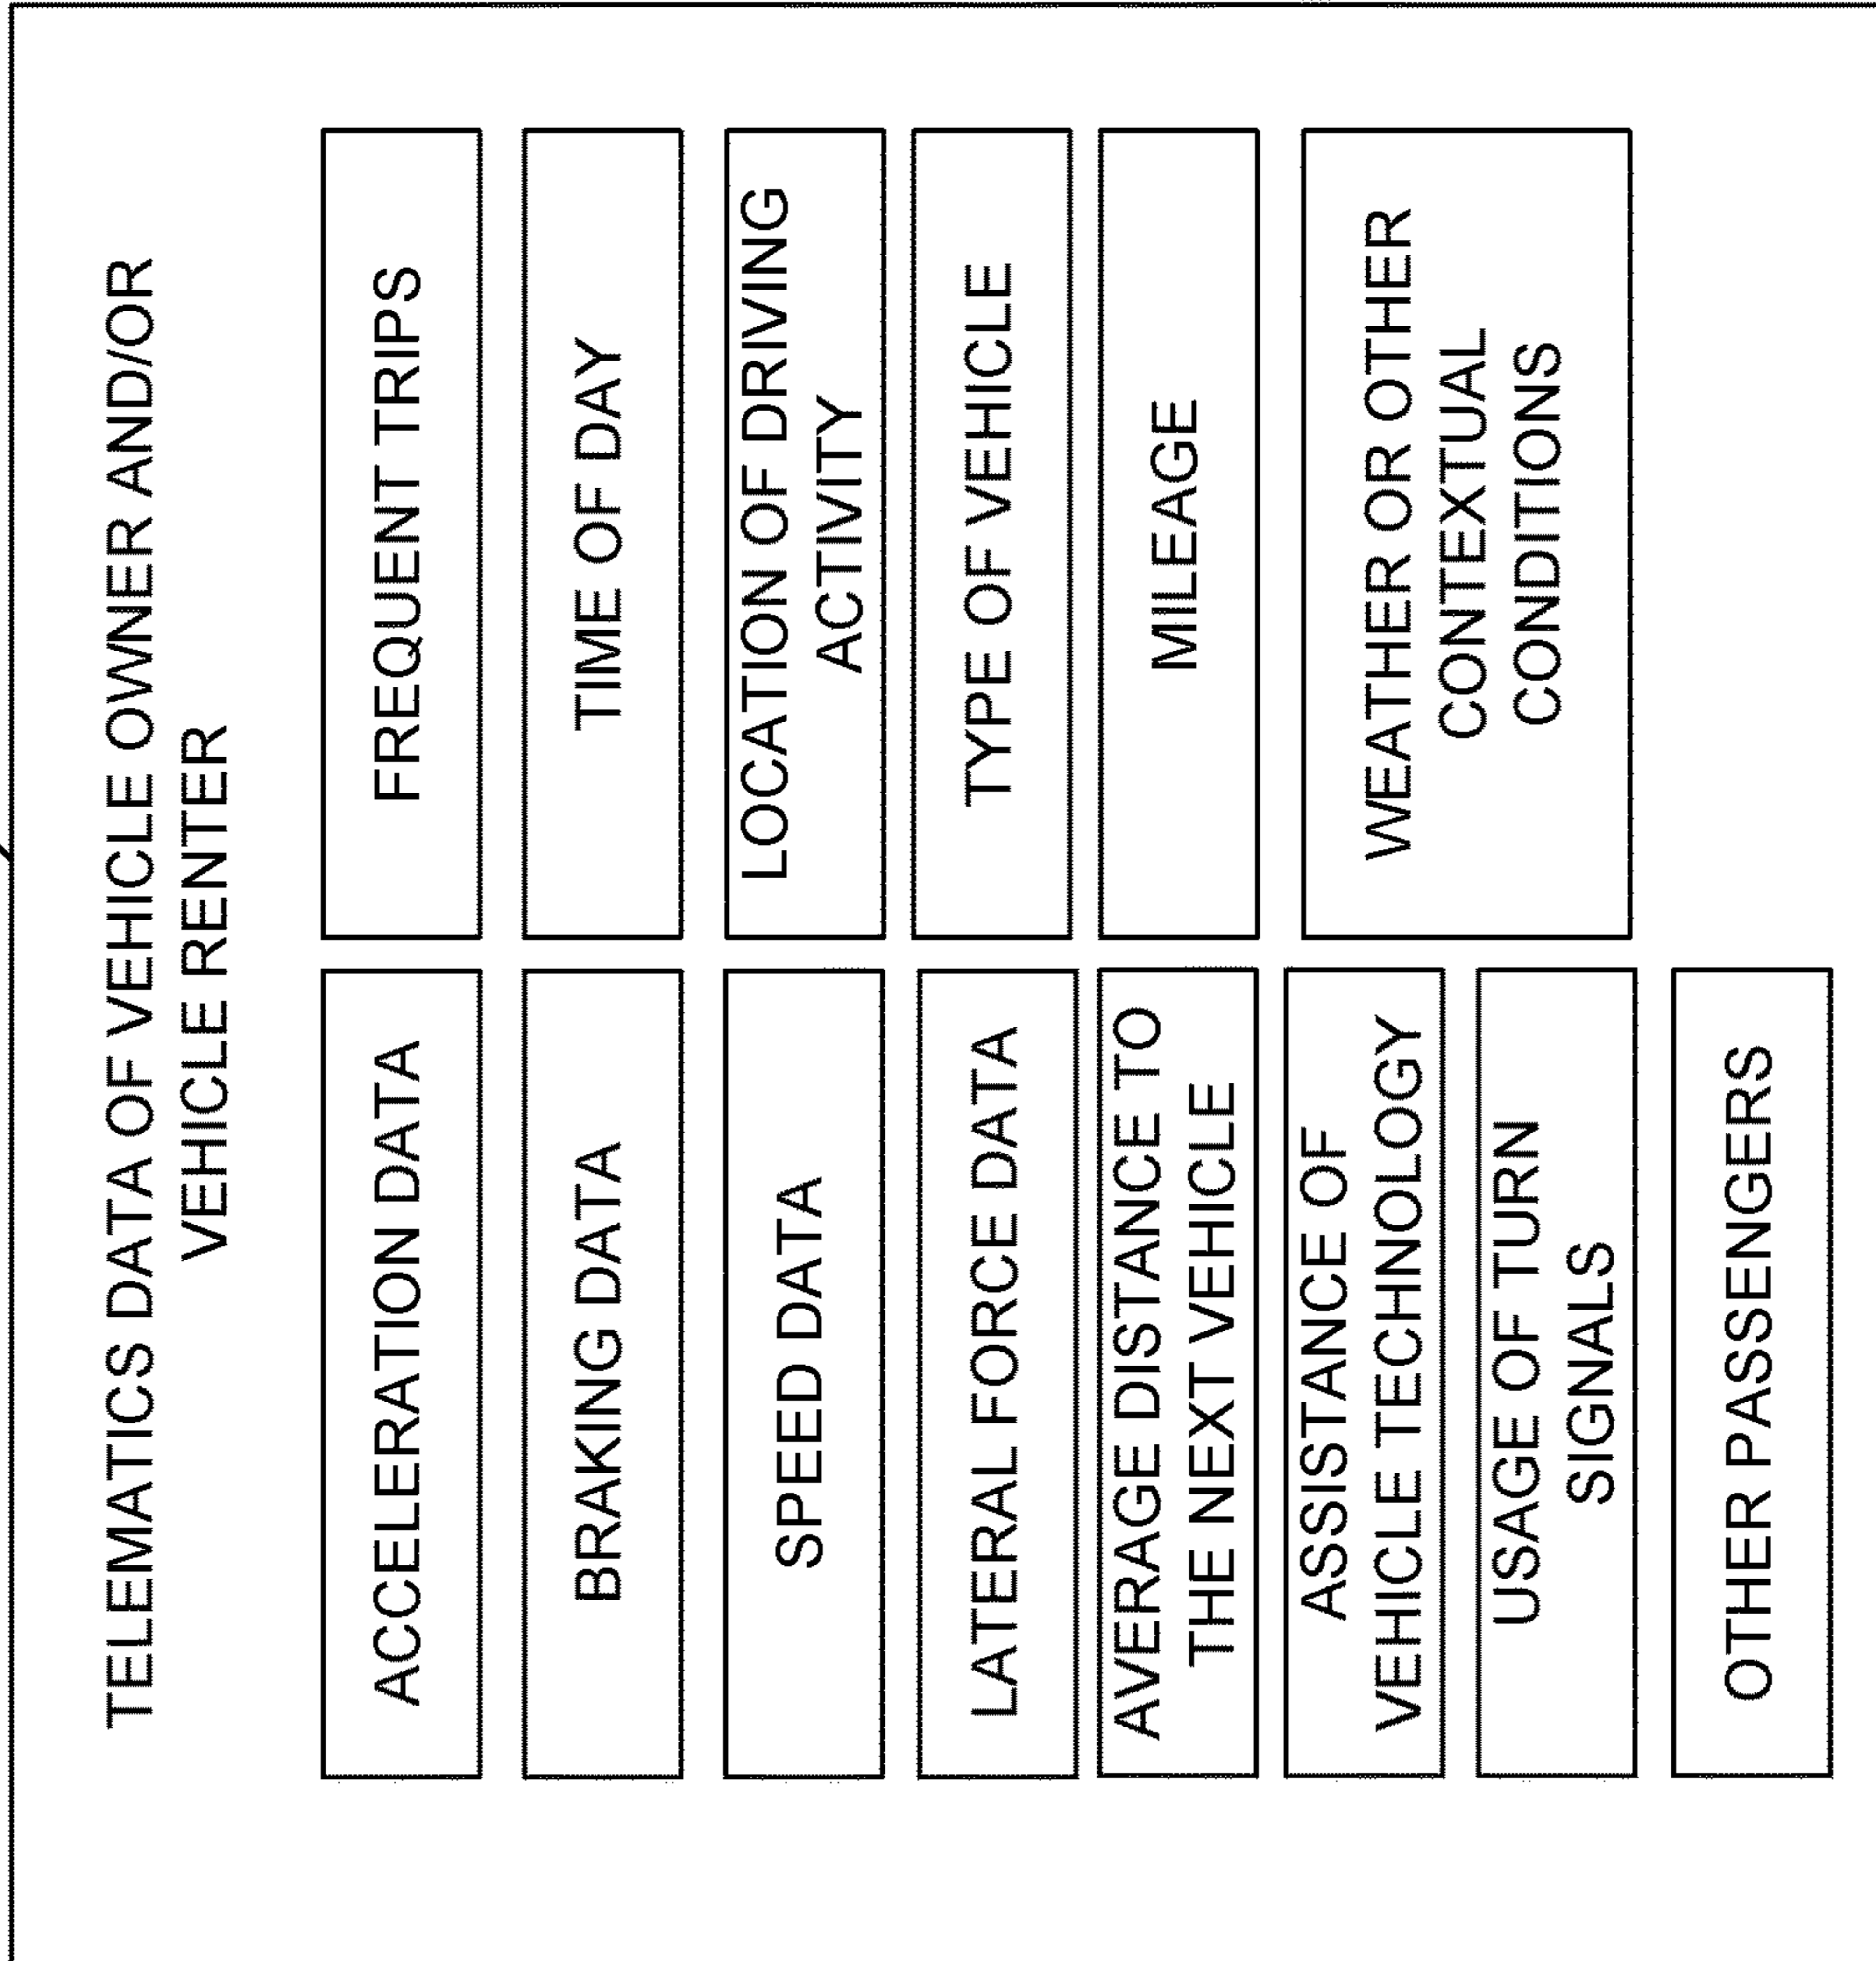 TELEMATICS DATA OF VEHICLE OWNER AND/OR
VEHICLE RENTER
ACCELERATION DATA
BRAKING DATA
SPEED DATA
LATERAL FORCE DATA
AVERAGE DISTANCE TO
THE NEXT VEHICLE
ASSISTANCE OF
VEHICLE TECHNOLOGY
USAGE OF TURN
SIGNALS
OTHER PASSENGERS
FREQUENT TRIPS
TIME OF DAY
LOCATION OF DRIVING
ACTIVITY
TYPE OF VEHICLE
MILEAGE
WEATHER OR OTHER
CONTEXTUAL
CONDITIONS